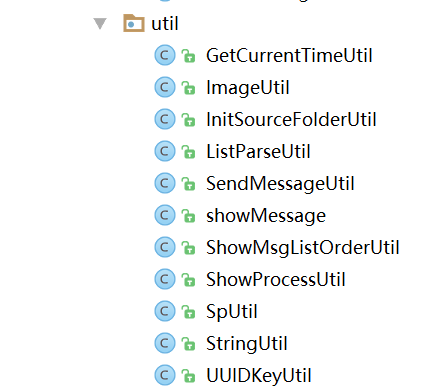 util
GetCurrentTimeUtil
ImageUtil
InitSourceFolderUtil
ListParseUtil
SendMessageUtil
showMessage
ShowMsgListOrderUtil
ShowProcessUtil
SpUtil
StringUtil
UUIDKeyUtil